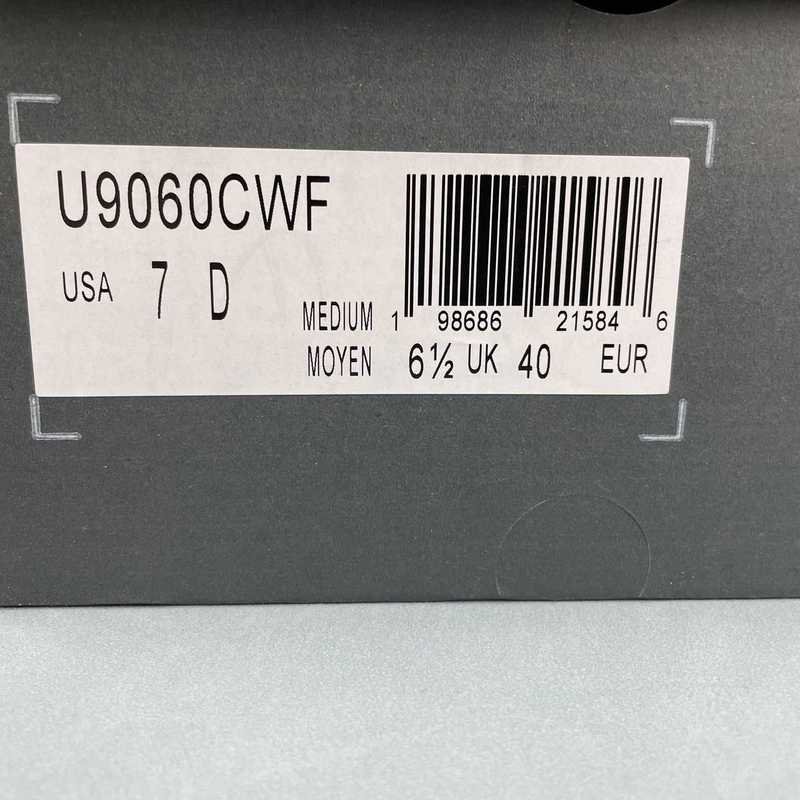 U9060CWF
USA 7 D
MEDIUM 1 98686 21584 6
MOYEN 6½ UK 40 EUR